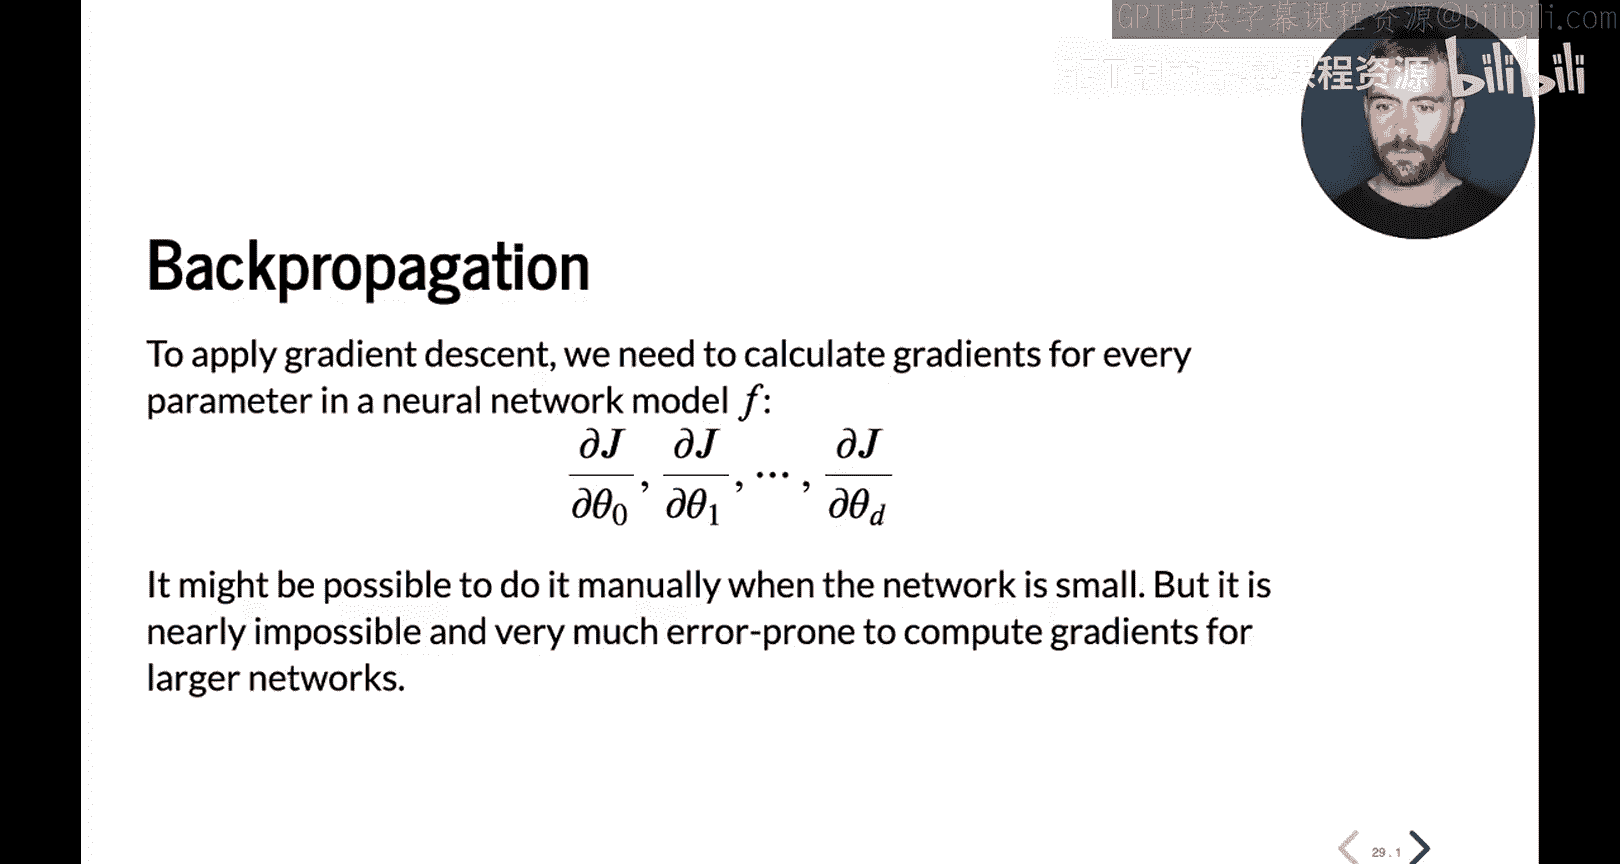 GPT中英字幕课程资源@bilibili.com
程资源 bilibili
Backpropagation
To apply gradient descent, we need to calculate gradients for every
parameter in a neural network model f:
∂J/∂θ₀, ∂J/∂θ₁, ⋯, ∂J/∂θ_d
It might be possible to do it manually when the network is small. But it is
nearly impossible and very much error-prone to compute gradients for
larger networks.
29 . 1